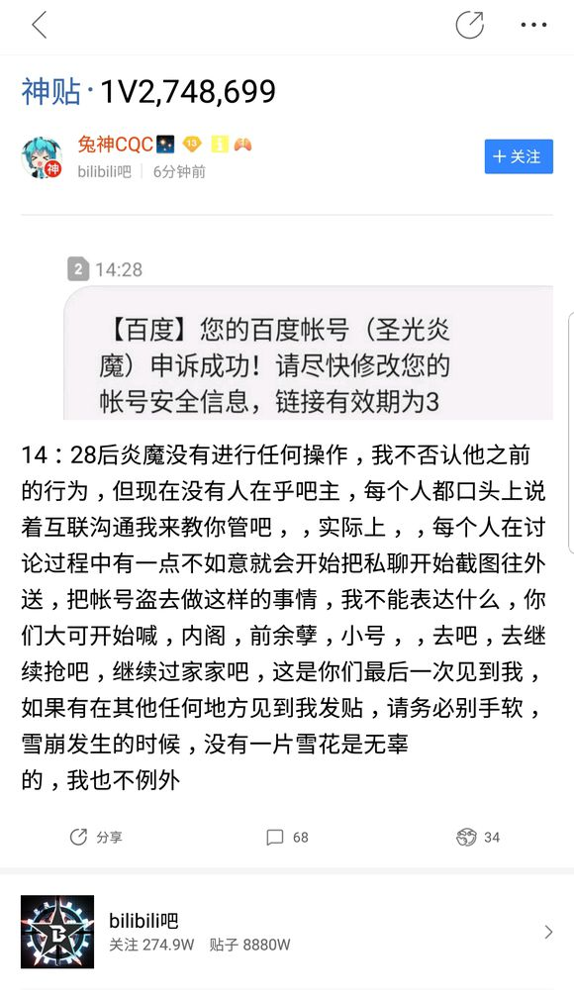 神贴·1V2,748,699
兔神CQC 13
神
bilibili吧 6分钟前
+ 关注
2 14:28
【百度】您的百度帐号（圣光炎
魔）申诉成功！请尽快修改您的
帐号安全信息，链接有效期为3
14：28后炎魔没有进行任何操作，我不否认他之前
的行为，但现在没有人在乎吧主，每个人都口头上说
着互联沟通我来教你管吧，，实际上，，每个人在讨
论过程中有一点不如意就会开始把私聊开始截图往外
送，把帐号盗去做这样的事情，我不能表达什么，你
们大可开始喊，内阁，前余孽，小号，，去吧，去继
续抢吧，继续过家家吧，这是你们最后一次见到我，
如果有在其他任何地方见到我发贴，请务必别手软，
雪崩发生的时候，没有一片雪花是无辜
的，我也不例外
分享 68 34
B
bilibili吧
关注 274.9W 贴子 8880W